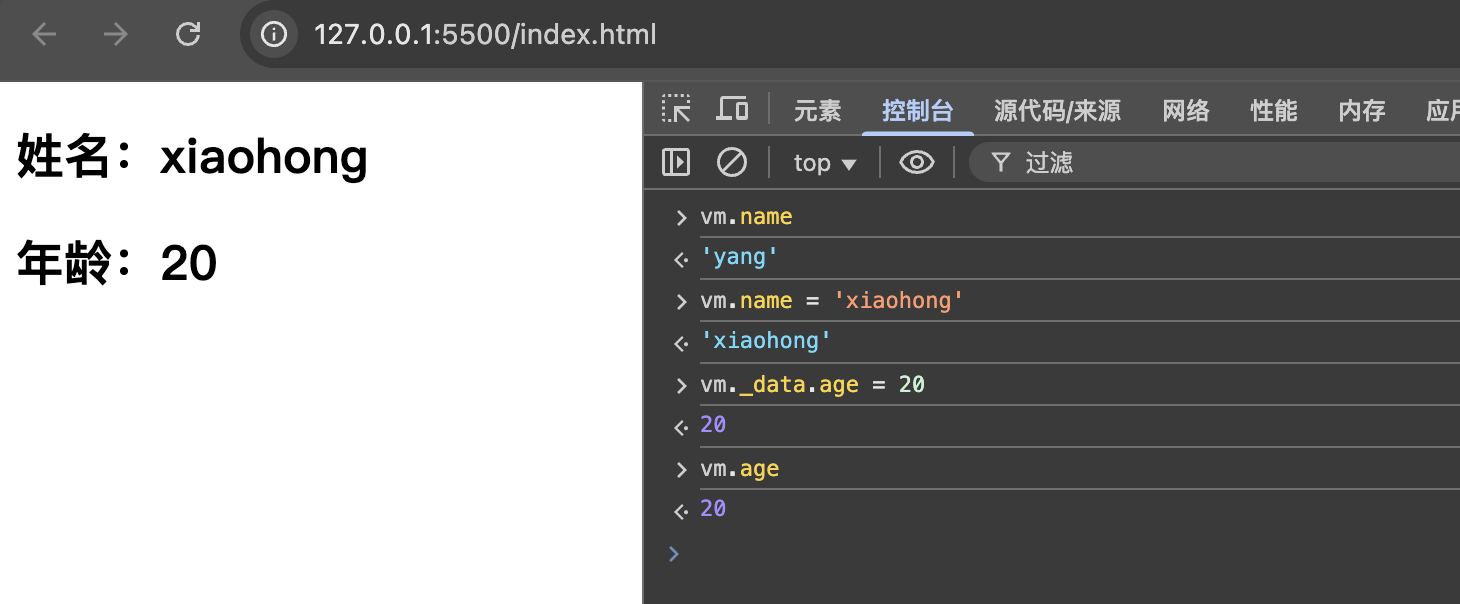 127.0.0.1:5500/index.html
姓名：xiaohong
年龄：20
元素 控制台 源代码/来源 网络 性能 内存
top 过滤
vm.name
'yang'
vm.name = 'xiaohong'
'xiaohong'
vm._data.age = 20
20
vm.age
20